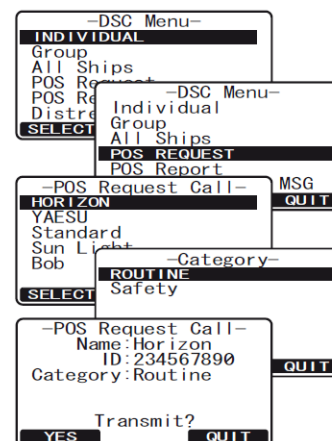 -DSC Menu-
INDIVIDUAL
Group
All Ships
POS Request
POS Re
Distre
SELECT
-DSC Menu-
Individual
Group
All Ships
POS REQUEST
POS Report
MSG
QUIT
-POS Request Call-
HORIZON
YAESU
Standard
Sun Light
Bob
SELECT
-Category-
ROUTINE
Safety
QUIT
-POS Request Call-
Name:Horizon
ID:234567890
Category:Routine
Transmit?
YES QUIT